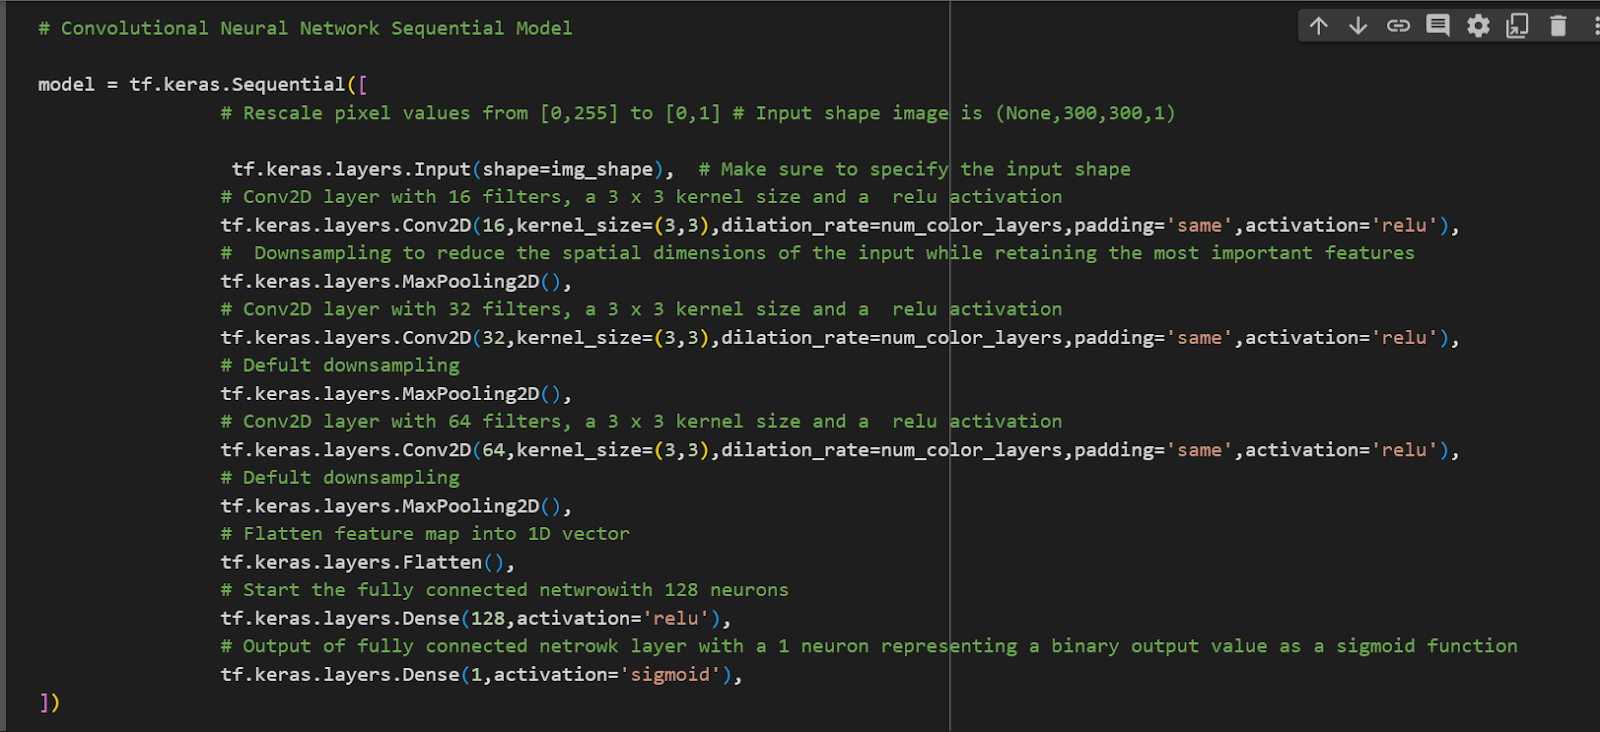 # Convolutional Neural Network Sequential Model
model = tf.keras.Sequential([
# Rescale pixel values from [0,255] to [0,1] # Input shape image is (None,300,300,1)
tf.keras.layers.Input(shape=img_shape),  # Make sure to specify the input shape
# Conv2D layer with 16 filters, a 3 x 3 kernel size and a  relu activation
tf.keras.layers.Conv2D(16,kernel_size=(3,3),dilation_rate=num_color_layers,padding='same',activation='relu'),
#  Downsampling to reduce the spatial dimensions of the input while retaining the most important features
tf.keras.layers.MaxPooling2D(),
# Conv2D layer with 32 filters, a 3 x 3 kernel size and a  relu activation
tf.keras.layers.Conv2D(32,kernel_size=(3,3),dilation_rate=num_color_layers,padding='same',activation='relu'),
# Defult downsampling
tf.keras.layers.MaxPooling2D(),
# Conv2D layer with 64 filters, a 3 x 3 kernel size and a  relu activation
tf.keras.layers.Conv2D(64,kernel_size=(3,3),dilation_rate=num_color_layers,padding='same',activation='relu'),
# Defult downsampling
tf.keras.layers.MaxPooling2D(),
# Flatten feature map into 1D vector
tf.keras.layers.Flatten(),
# Start the fully connected netwrowith 128 neurons
tf.keras.layers.Dense(128,activation='relu'),
# Output of fully connected netrowk layer with a 1 neuron representing a binary output value as a sigmoid function
tf.keras.layers.Dense(1,activation='sigmoid'),
])